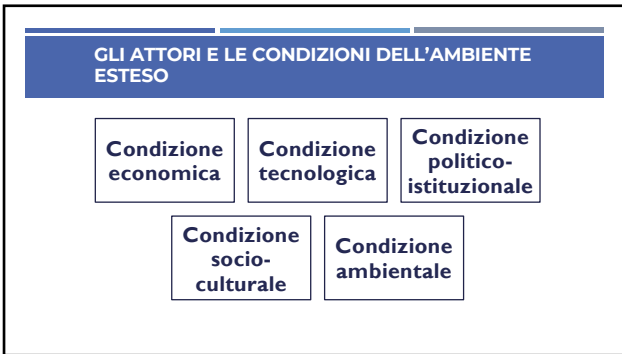 GLI ATTORI E LE CONDIZIONI DELL’AMBIENTE
ESTESO
Condizione
economica
Condizione
tecnologica
Condizione
politico-
istituzionale
Condizione
socio-
culturale
Condizione
ambientale